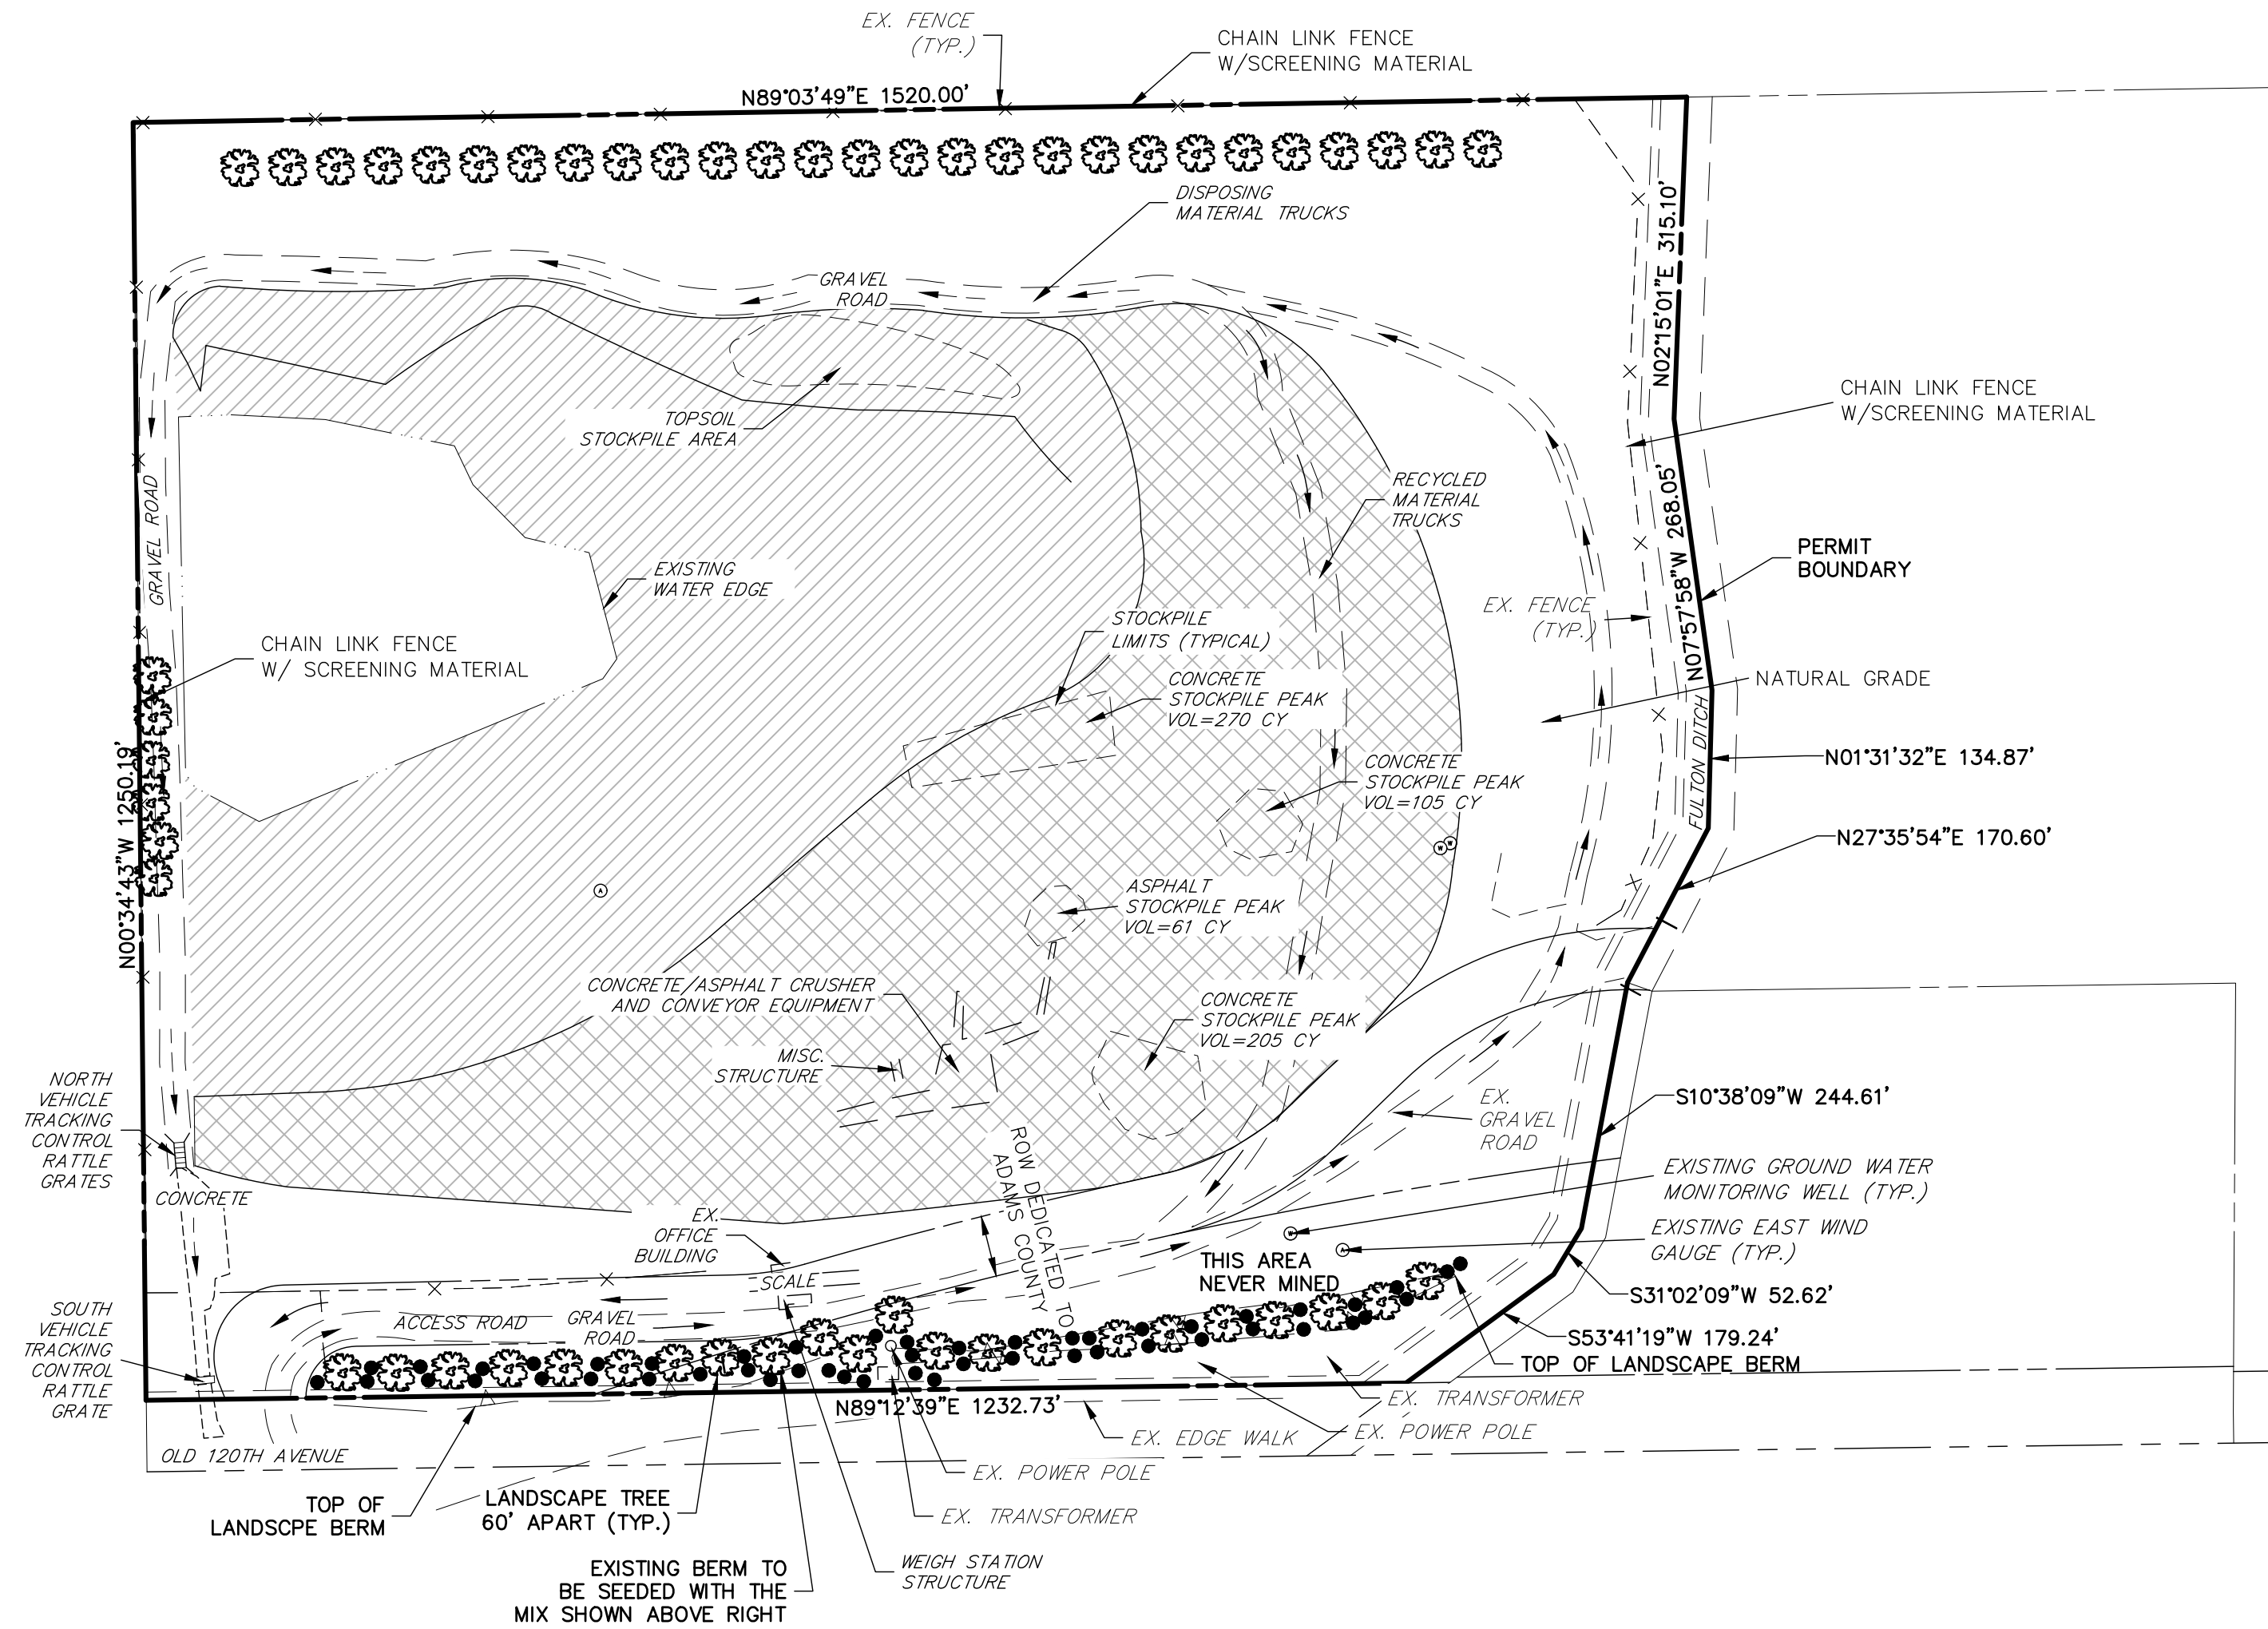 EX. FENCE
(TYP.)
CHAIN LINK FENCE
W/SCREENING MATERIAL
N89°03'49"E 1520.00'
DISPOSING
MATERIAL TRUCKS
N02°15'01"E 315.10'
GRAVEL
ROAD
CHAIN LINK FENCE
W/SCREENING MATERIAL
TOPSOIL
STOCKPILE AREA
RECYCLED
MATERIAL
TRUCKS
GRAVEL ROAD
N07°57'58"W 268.05'
PERMIT
BOUNDARY
EXISTING
WATER EDGE
EX. FENCE
(TYP.)
STOCKPILE
LIMITS (TYPICAL)
CHAIN LINK FENCE
W/ SCREENING MATERIAL
CONCRETE
STOCKPILE PEAK
VOL=270 CY
NATURAL GRADE
FULTON DITCH
N01°31'32"E 134.87'
CONCRETE
STOCKPILE PEAK
VOL=105 CY
N00°34'43"W 1250.19'
N27°35'54"E 170.60'
W
W
A
ASPHALT
STOCKPILE PEAK
VOL=61 CY
CONCRETE/ASPHALT CRUSHER
AND CONVEYOR EQUIPMENT
CONCRETE
STOCKPILE PEAK
VOL=205 CY
MISC.
STRUCTURE
NORTH
VEHICLE
TRACKING
CONTROL
RATTLE
GRATES
S10°38'09"W 244.61'
EX.
GRAVEL
ROAD
ROW DEDICATED TO
ADAMS COUNTY
EXISTING GROUND WATER
MONITORING WELL (TYP.)
CONCRETE
EX.
OFFICE
BUILDING
W
EXISTING EAST WIND
GAUGE (TYP.)
A
THIS AREA
NEVER MINED
SCALE
S31°02'09"W 52.62'
SOUTH
VEHICLE
TRACKING
CONTROL
RATTLE
GRATE
ACCESS ROAD
GRAVEL
ROAD
S53°41'19"W 179.24'
TOP OF LANDSCAPE BERM
N89°12'39"E 1232.73'
EX. TRANSFORMER
EX. EDGE WALK
EX. POWER POLE
OLD 120TH AVENUE
EX. POWER POLE
TOP OF
LANDSCPE BERM
LANDSCAPE TREE
60' APART (TYP.)
EX. TRANSFORMER
WEIGH STATION
STRUCTURE
EXISTING BERM TO
BE SEEDED WITH THE
MIX SHOWN ABOVE RIGHT